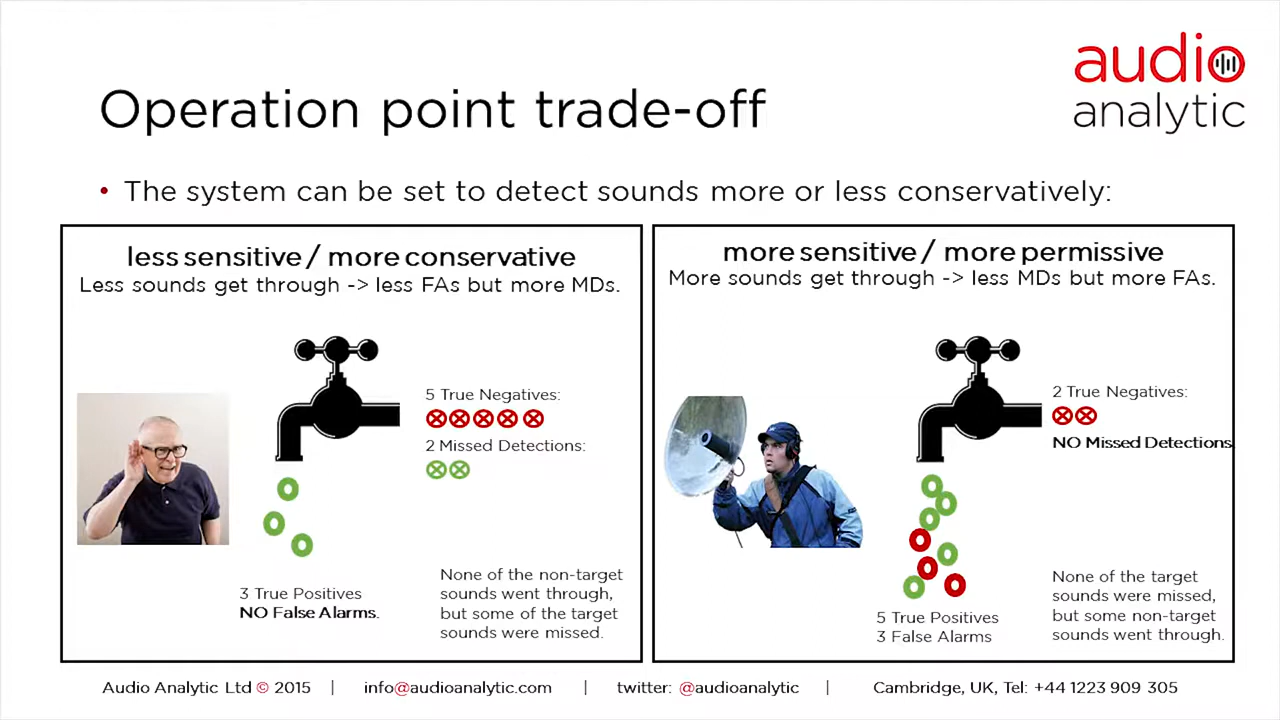 audio
analytic
Operation point trade-off
• The system can be set to detect sounds more or less conservatively:
less sensitive / more conservative
Less sounds get through -> less FAs but more MDs.
5 True Negatives:
2 Missed Detections:
3 True Positives
NO False Alarms.
None of the non-target
sounds went through,
but some of the target
sounds were missed.
more sensitive / more permissive
More sounds get through -> less MDs but more FAs.
2 True Negatives:
NO Missed Detections
5 True Positives
3 False Alarms
None of the target
sounds were missed,
but some non-target
sounds went through.
Audio Analytic Ltd © 2015 | info@audioanalytic.com | twitter: @audioanalytic | Cambridge, UK, Tel: +44 1223 909 305